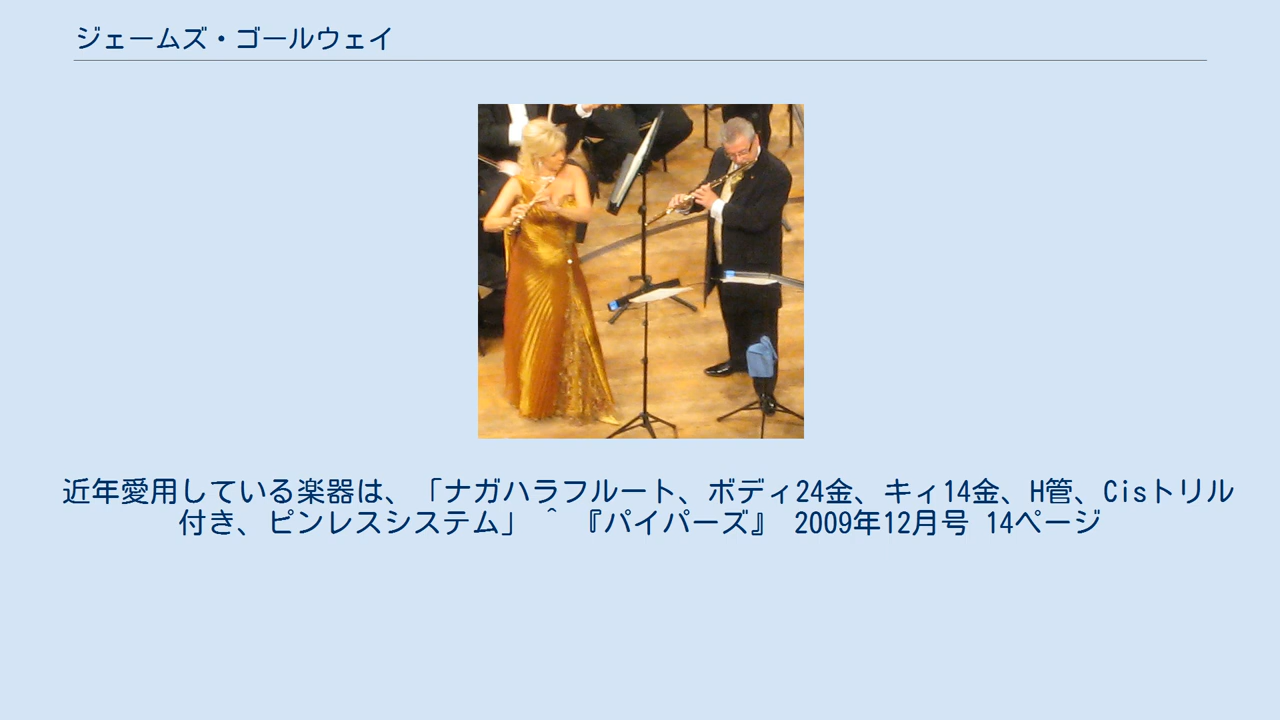 ジェームズ・ゴールウェイ
近年愛用している楽器は、「ナガハラフルート、ボディ24金、キィ14金、H管、Cisトリル
付き、ピンレスシステム」 ^ 『パイパーズ』 2009年12月号 14ページ